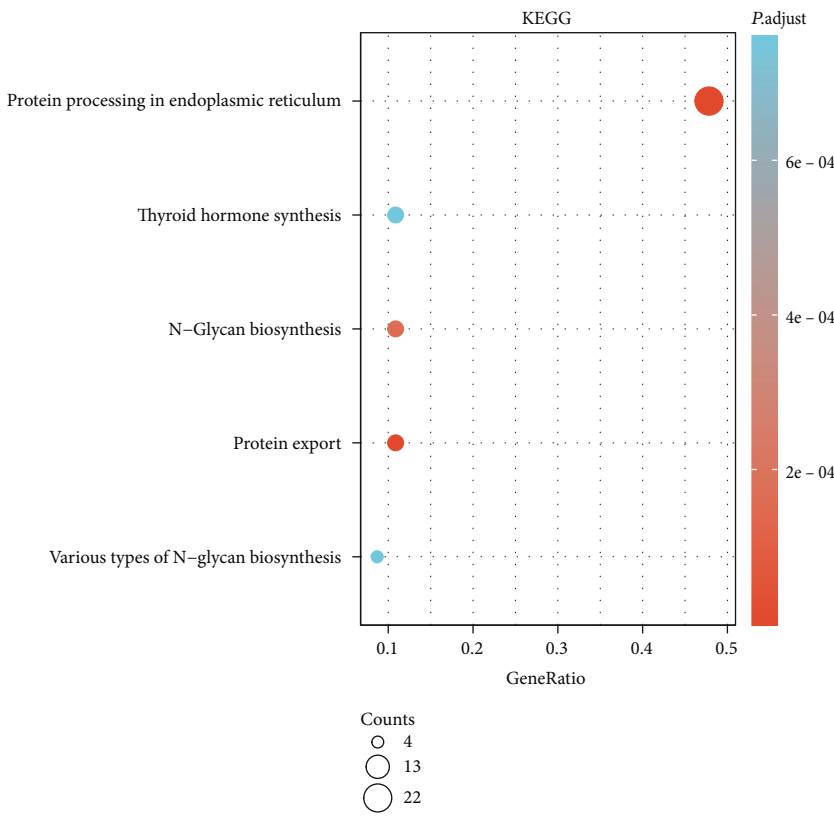 KEGG
P.adjust
Protein processing in endoplasmic reticulum
Thyroid hormone synthesis
N−Glycan biosynthesis
Protein export
Various types of N−glycan biosynthesis
6e – 04
4e – 04
2e – 04
0.1 0.2 0.3 0.4 0.5
GeneRatio
Counts
4
13
22